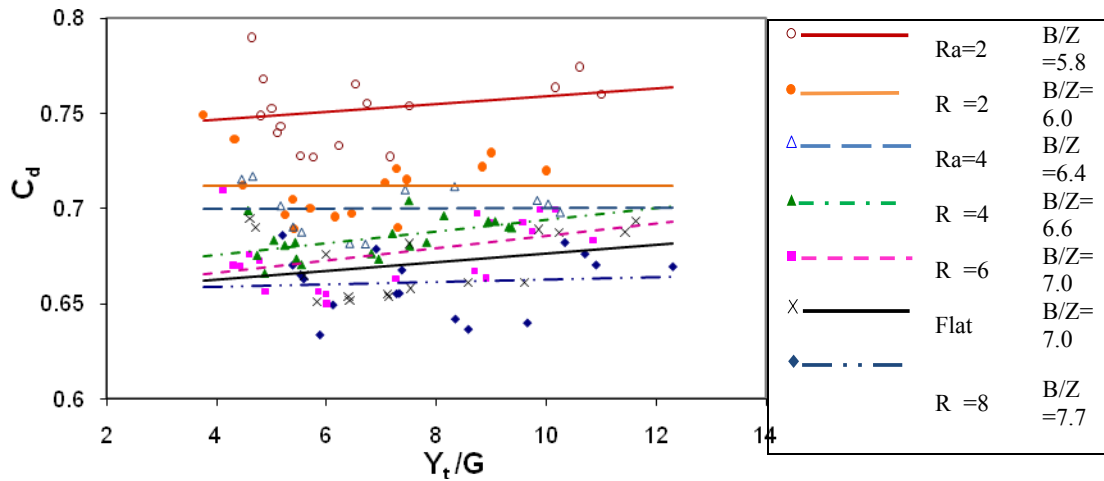 0.8
0.75
0.7
0.65
0.6
C_d
2 4 6 8 10 12 14
Y_t/G
Ra=2 B/Z
=5.8
R =2 B/Z=
6.0
Ra=4 B/Z
=6.4
R =4 B/Z=
6.6
R =6 B/Z=
7.0
Flat B/Z=
7.0
R =8 B/Z
=7.7